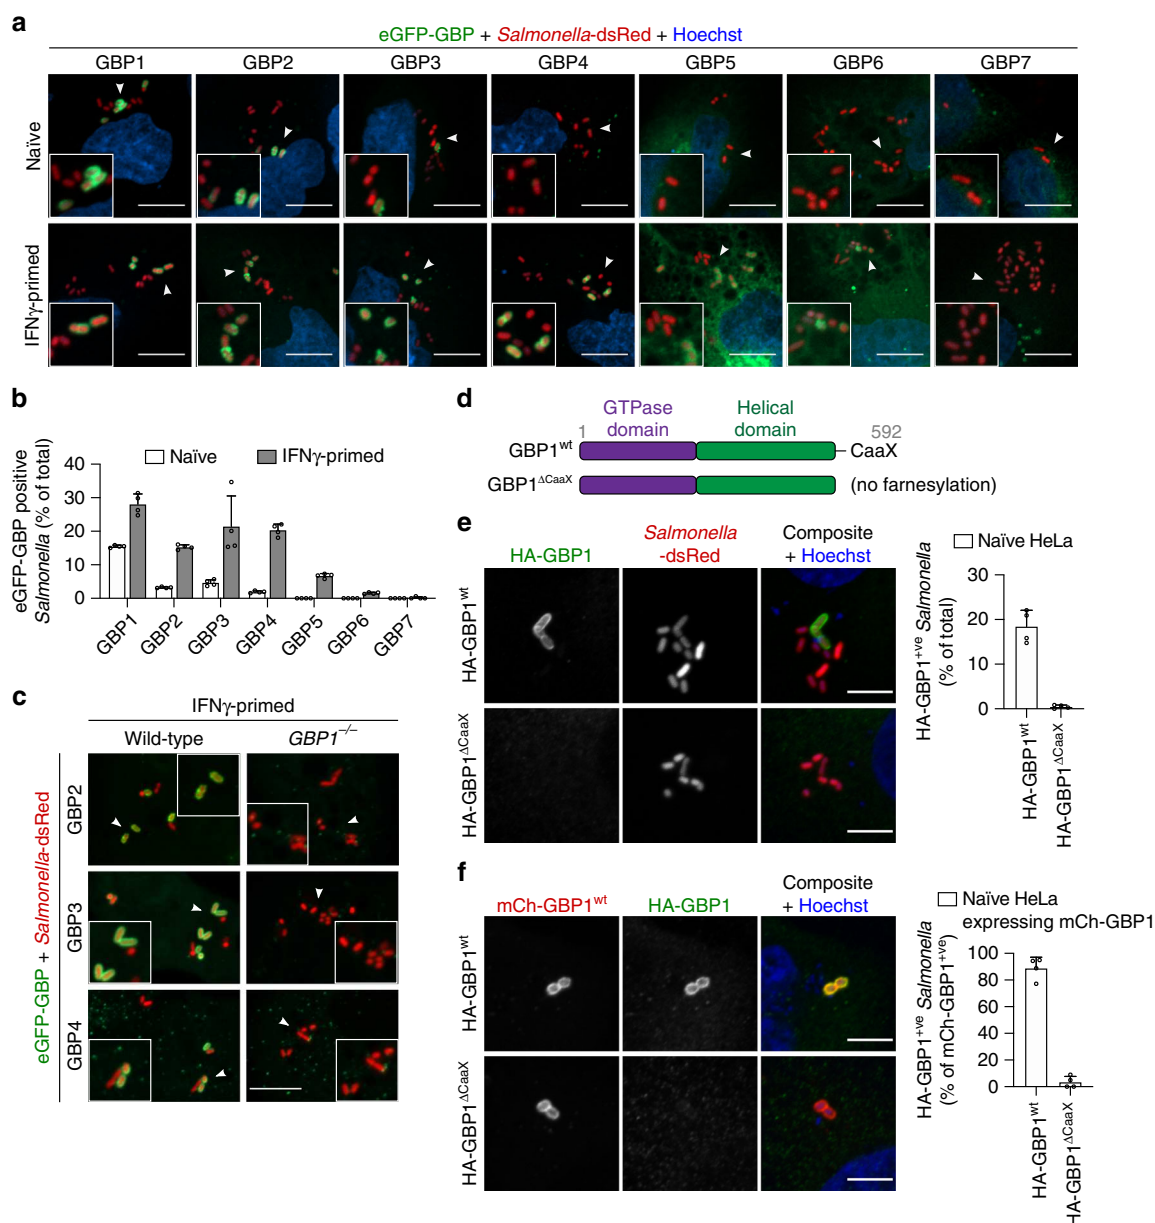 a
eGFP-GBP + Salmonella-dsRed + Hoechst
GBP1 GBP2 GBP3 GBP4 GBP5 GBP6 GBP7
Naïve
IFNγ-primed
b
eGFP-GBP positive
Salmonella (% of total)
Naïve IFNγ-primed
40
30
20
10
0
GBP1 GBP2 GBP3 GBP4 GBP5 GBP6 GBP7
c
IFNγ-primed
Wild-type GBP1–/–
eGFP-GBP + Salmonella-dsRed
GBP2
GBP3
GBP4
d
GTPase domain
Helical domain
1 592
GBP1wt CaaX
GBP1ΔCaaX (no farnesylation)
e
HA-GBP1
Salmonella
-dsRed
Composite
+ Hoechst
HA-GBP1wt
HA-GBP1ΔCaaX
Naïve HeLa
HA-GBP1+ve Salmonella
(% of total)
30
20
10
0
HA-GBP1wt
HA-GBP1ΔCaaX
f
mCh-GBP1wt
HA-GBP1
Composite
+ Hoechst
HA-GBP1wt
HA-GBP1ΔCaaX
Naïve HeLa
expressing mCh-GBP1
HA-GBP1+ve Salmonella
(% of mCh-GBP1+ve)
100
80
60
40
20
0
HA-GBP1wt
HA-GBP1ΔCaaX